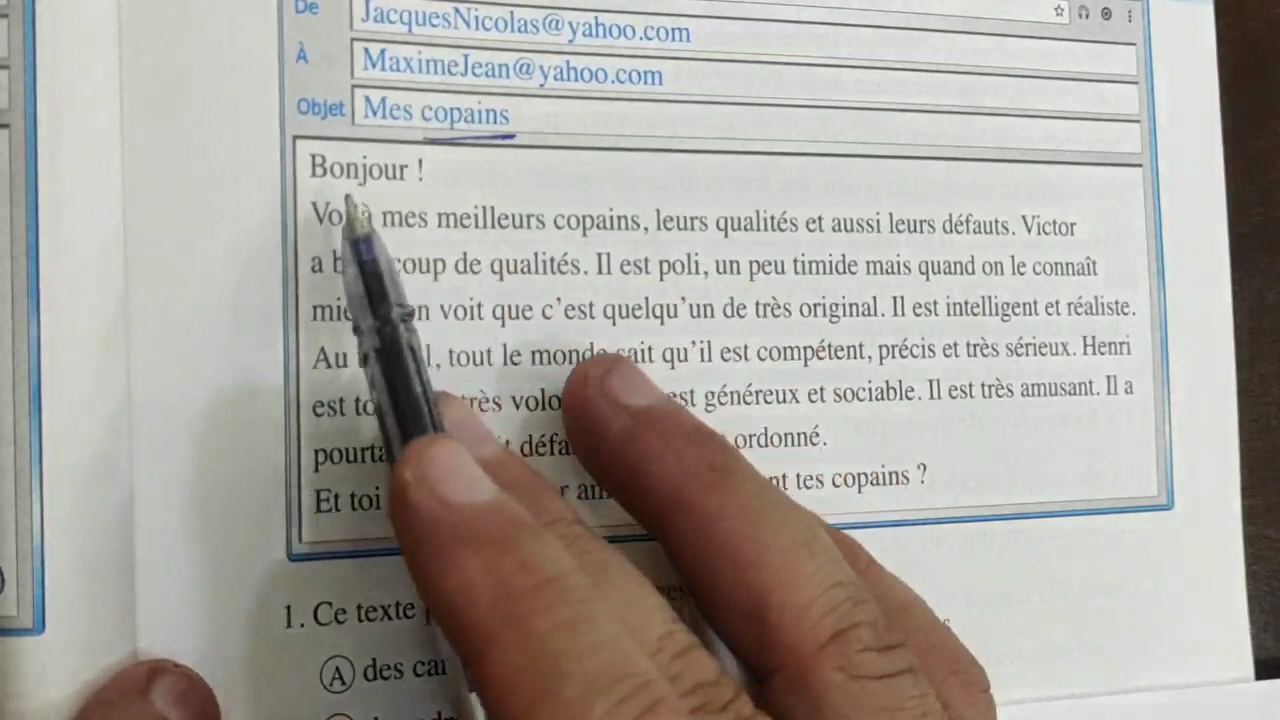 De JacquesNicolas@yahoo.com
À MaximeJean@yahoo.com
Objet Mes copains
Bonjour !
mes meilleurs copains, leurs qualités et aussi leurs défauts. Victor
a de qualités. Il est poli, un peu timide mais quand on le connaît
voit que c'est quelqu'un de très original. Il est intelligent et réaliste.
Au tout le monde sait qu'il est compétent, précis et très sérieux. Henri
est très est généreux et sociable. Il est très amusant. Il a
ordonné.
Et toi tes copains ?
1. Ce texte
A des